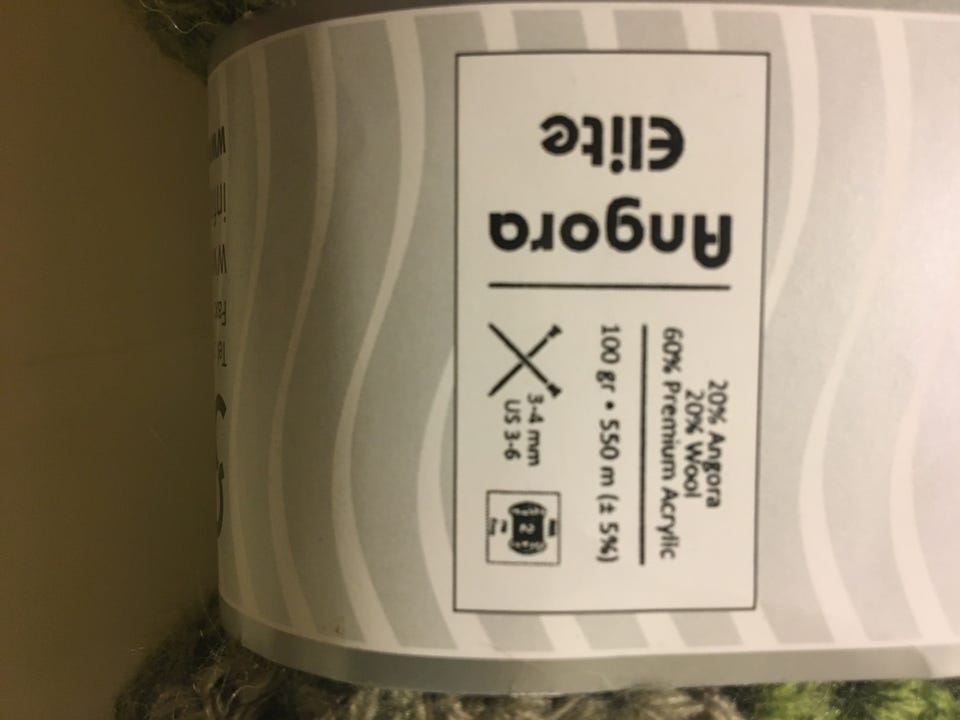 Angora
Elite
20% Angora
20% Wool
60% Premium Acrylic
100 gr • 550 m (± 5%)
3-4 mm
US 3-6
2